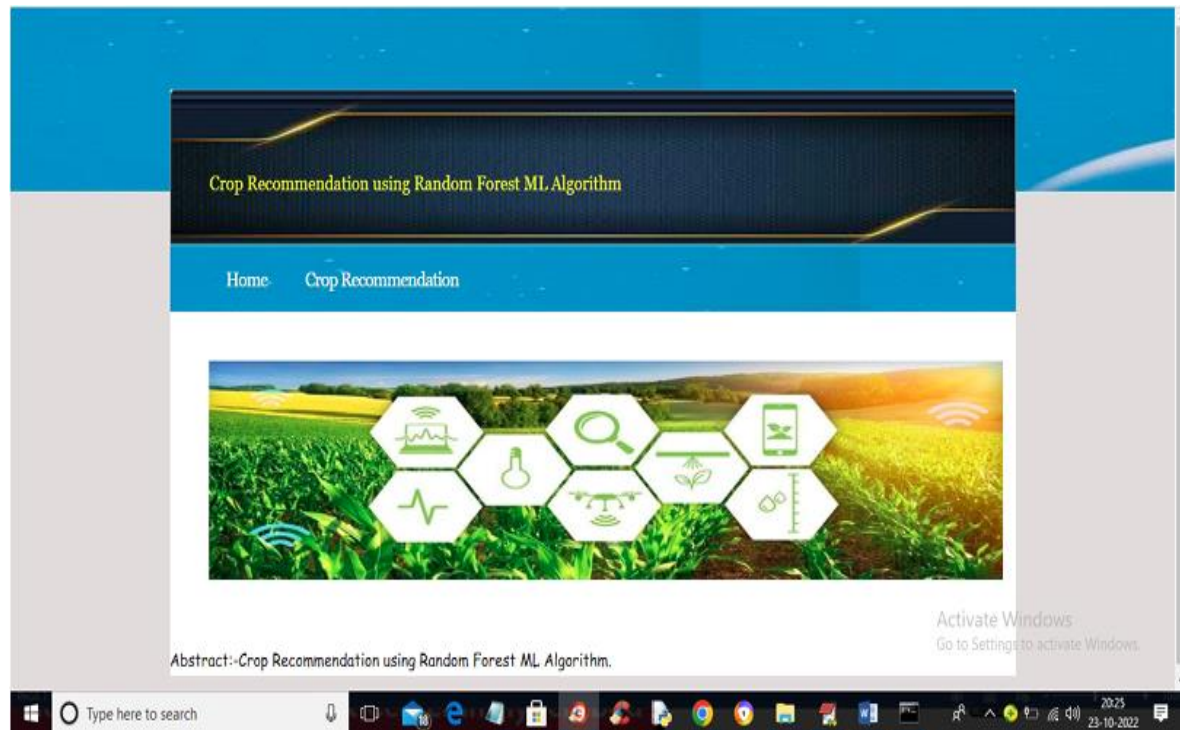 Crop Recommendation using Random Forest ML Algorithm
Home
Crop Recommendation
Abstract:-Crop Recommendation using Random Forest ML Algorithm.
Activate Windows
Go to Settings to activate Windows.
Type here to search
18
20:25
23-10-2022